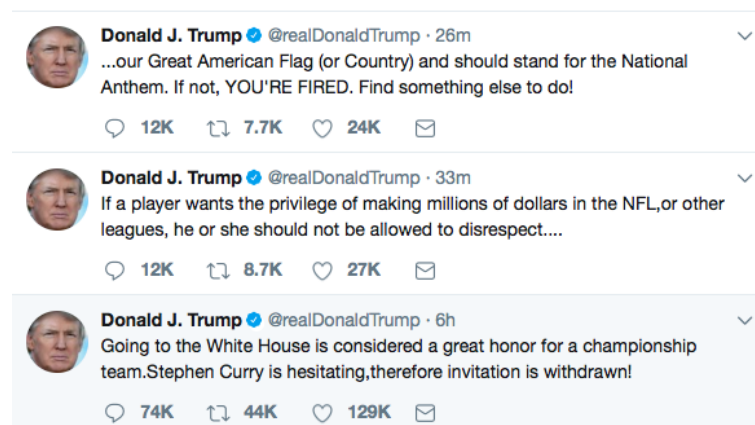 Donald J. Trump @realDonaldTrump · 26m
...our Great American Flag (or Country) and should stand for the National
Anthem. If not, YOU'RE FIRED. Find something else to do!
12K 7.7K 24K
Donald J. Trump @realDonaldTrump · 33m
If a player wants the privilege of making millions of dollars in the NFL,or other
leagues, he or she should not be allowed to disrespect....
12K 8.7K 27K
Donald J. Trump @realDonaldTrump · 6h
Going to the White House is considered a great honor for a championship
team.Stephen Curry is hesitating,therefore invitation is withdrawn!
74K 44K 129K